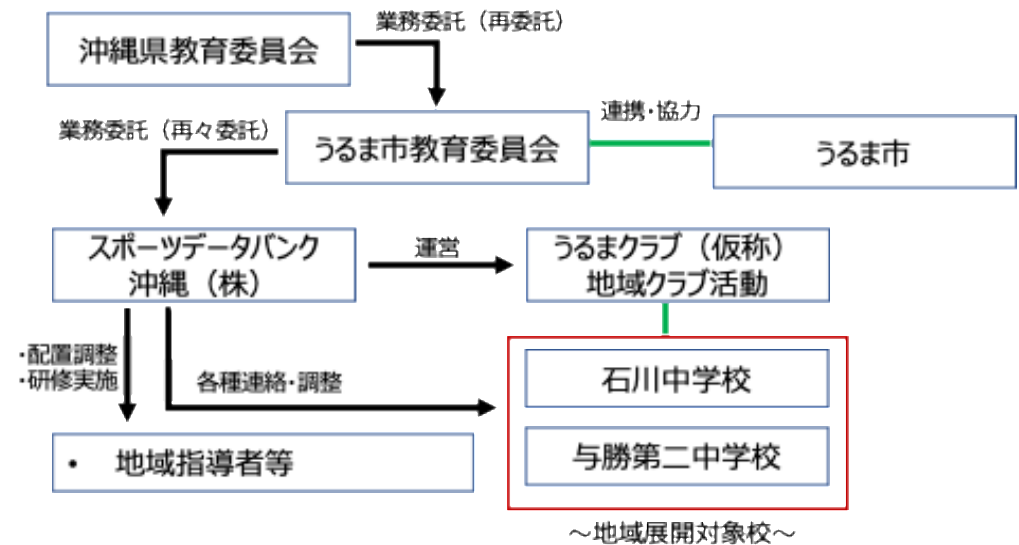 業務委託（再委託）
沖縄県教育委員会
連携・協力
業務委託（再々委託）
うるま市教育委員会
うるま市
スポーツデータバンク
沖縄（株）
運営
うるまクラブ（仮称）
地域クラブ活動
・配置調整
・研修実施
各種連絡・調整
石川中学校
与勝第二中学校
• 地域指導者等
～地域展開対象校～